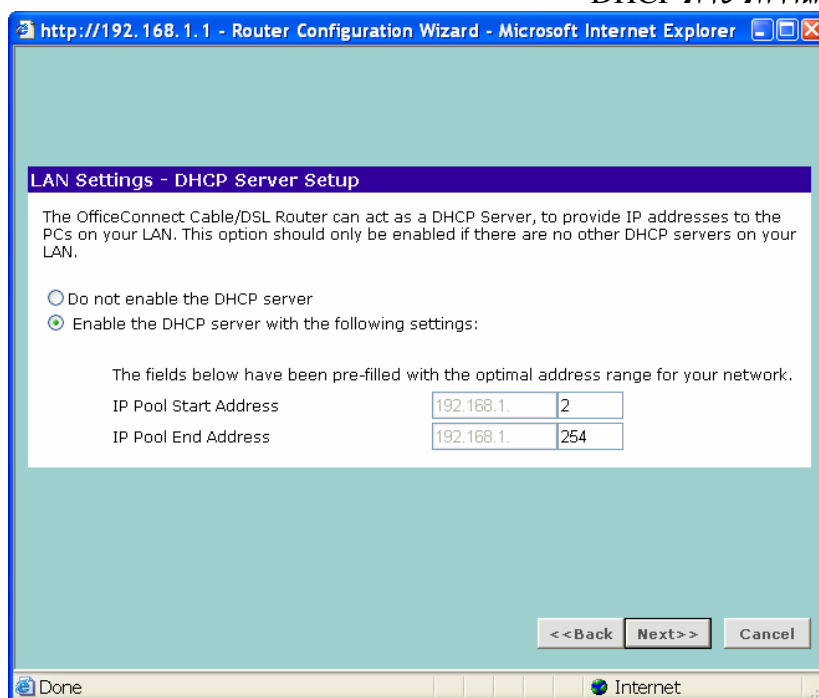 DHCP
http://192.168.1.1 - Router Configuration Wizard - Microsoft Internet Explorer
LAN Settings - DHCP Server Setup
The OfficeConnect Cable/DSL Router can act as a DHCP Server, to provide IP addresses to the
PCs on your LAN. This option should only be enabled if there are no other DHCP servers on your
LAN.
Do not enable the DHCP server
Enable the DHCP server with the following settings:
The fields below have been pre-filled with the optimal address range for your network.
IP Pool Start Address 192.168.1. 2
IP Pool End Address 192.168.1. 254
<<Back Next>> Cancel
Done Internet